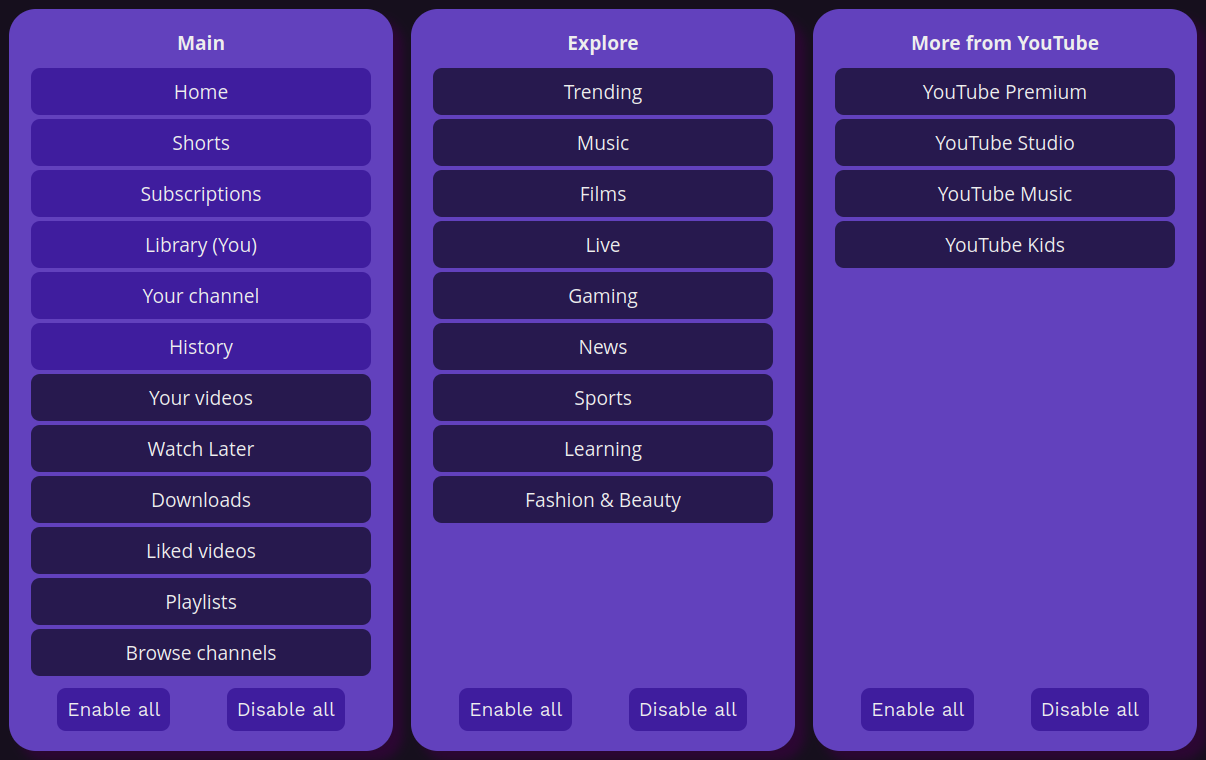 Main
Home
Shorts
Subscriptions
Library (You)
Your channel
History
Your videos
Watch Later
Downloads
Liked videos
Playlists
Browse channels
Enable all
Disable all
Explore
Trending
Music
Films
Live
Gaming
News
Sports
Learning
Fashion & Beauty
Enable all
Disable all
More from YouTube
YouTube Premium
YouTube Studio
YouTube Music
YouTube Kids
Enable all
Disable all